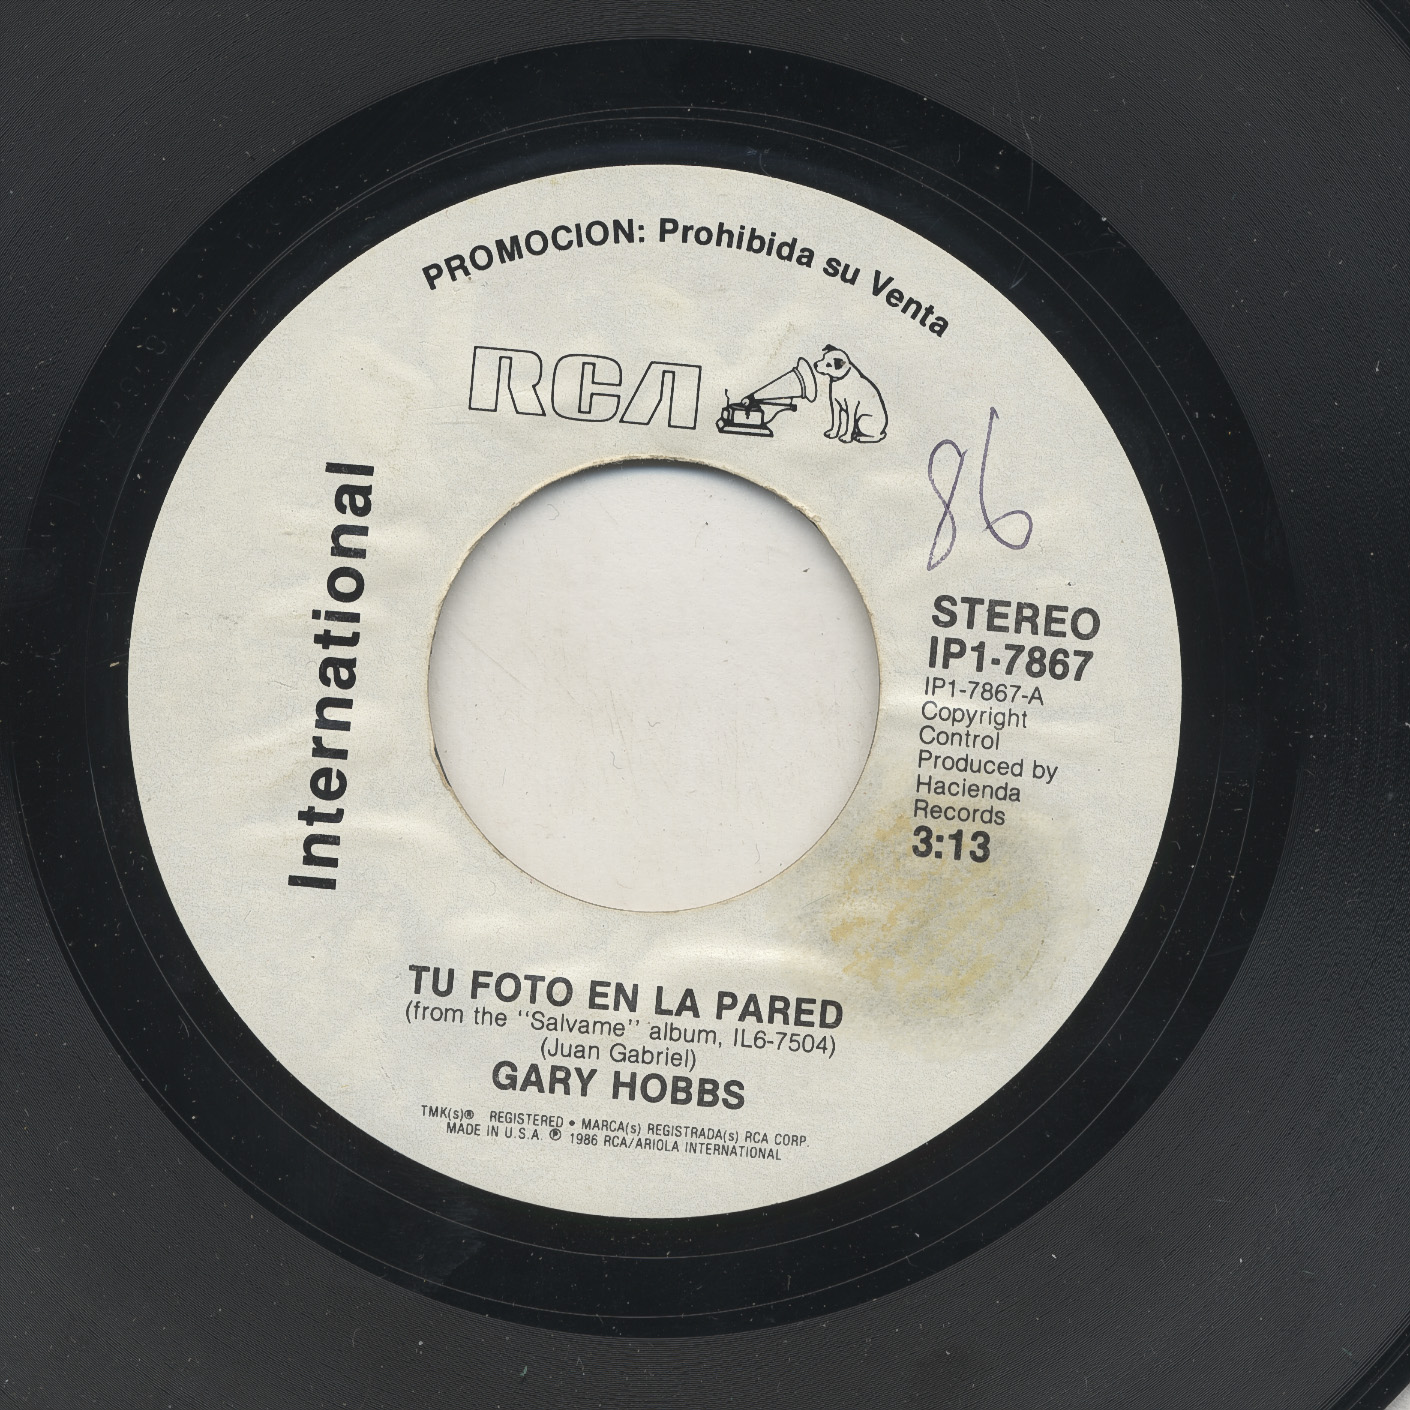 PROMOCION: Prohibida su Venta
RCA
International
86
STEREO
IP1-7867
IP1-7867-A
Copyright
Control
Produced by
Hacienda
Records
3:13
TU FOTO EN LA PARED
(from the "Salvame" album, IL6-7504)
(Juan Gabriel)
GARY HOBBS
TMK(s)® REGISTERED • MARCA(s) REGISTRADA(s) RCA CORP.
MADE IN U.S.A. ℗ 1986 RCA/ARIOLA INTERNATIONAL